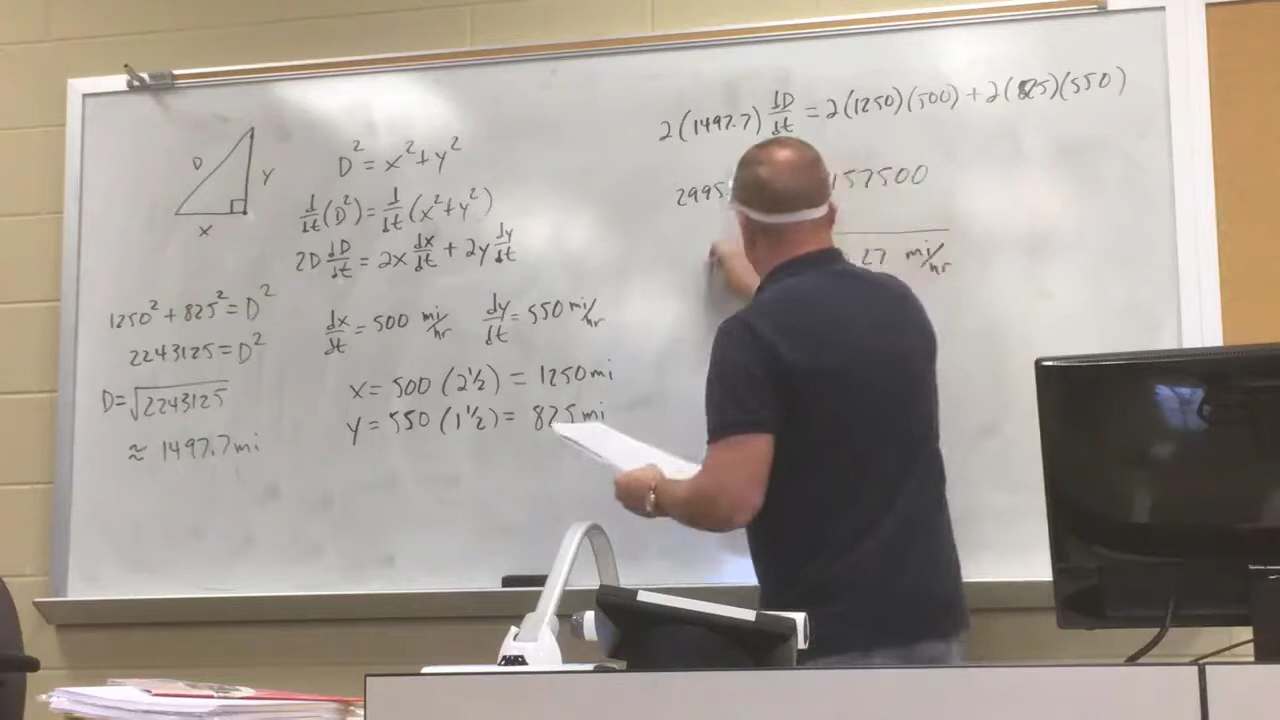 D
y
x
D² = x² + y²
d/dt (D²) = d/dt (x² + y²)
2D dD/dt = 2x dx/dt + 2y dy/dt
1250² + 825² = D²
2243125 = D²
D = √2243125
≈ 1497.7 mi
dx/dt = 500 mi/hr dy/dt = 550 mi/hr
x = 500 (2½) = 1250 mi
y = 550 (1½) = 825 mi
2(1497.7) dD/dt = 2(1250)(500) + 2(825)(550)
2995. 157500
.27 mi/hr